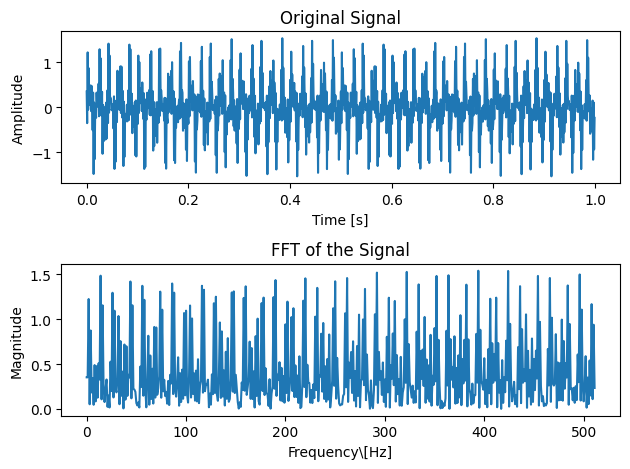 Original Signal
1
0
−1
Amplitude
0.0 0.2 0.4 0.6 0.8 1.0
Time [s]
FFT of the Signal
1.5
1.0
0.5
0.0
Magnitude
0 100 200 300 400 500
Frequency\[Hz]